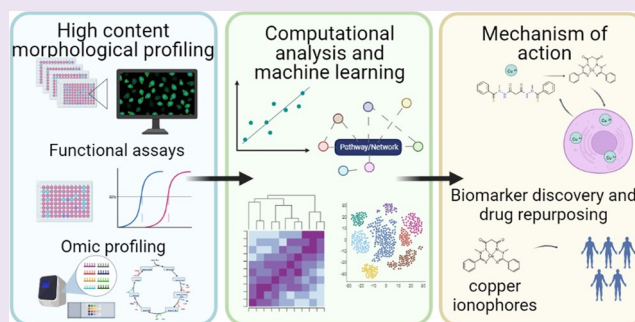 High content
morphological profiling
Functional assays
Omic profiling
Computational
analysis and
machine learning
Pathway/Network
Mechanism of
action
Cu
Biomarker discovery and
drug repurposing
copper
ionophores